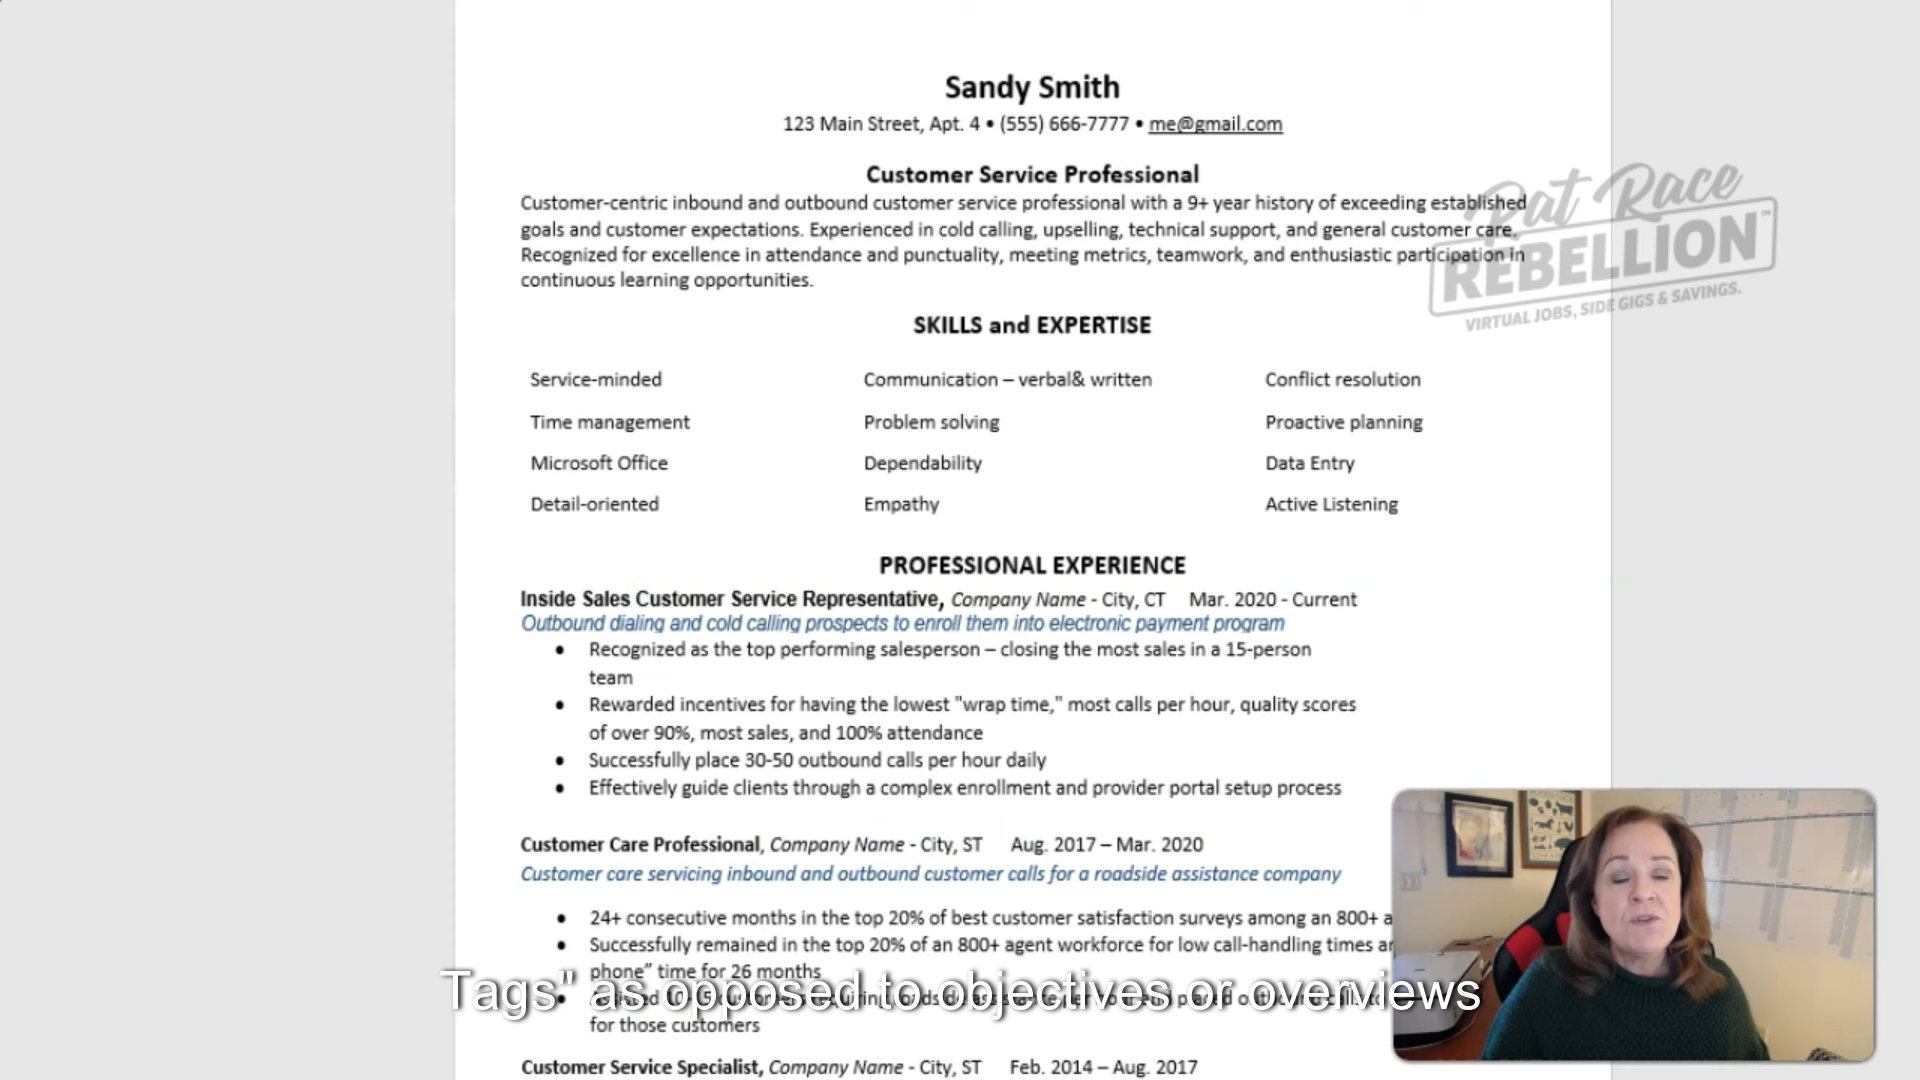 Sandy Smith
123 Main Street, Apt. 4 • (555) 666-7777 • me@gmail.com
Customer Service Professional
Customer-centric inbound and outbound customer service professional with a 9+ year history of exceeding established
goals and customer expectations. Experienced in cold calling, upselling, technical support, and general customer care.
Recognized for excellence in attendance and punctuality, meeting metrics, teamwork, and enthusiastic participation in
continuous learning opportunities.
Rat Race
REBELLION™
VIRTUAL JOBS, SIDE GIGS & SAVINGS.
SKILLS and EXPERTISE
Service-minded Communication – verbal& written Conflict resolution
Time management Problem solving Proactive planning
Microsoft Office Dependability Data Entry
Detail-oriented Empathy Active Listening
PROFESSIONAL EXPERIENCE
Inside Sales Customer Service Representative, Company Name - City, CT Mar. 2020 - Current
Outbound dialing and cold calling prospects to enroll them into electronic payment program
• Recognized as the top performing salesperson – closing the most sales in a 15-person
team
• Rewarded incentives for having the lowest "wrap time," most calls per hour, quality scores
of over 90%, most sales, and 100% attendance
• Successfully place 30-50 outbound calls per hour daily
• Effectively guide clients through a complex enrollment and provider portal setup process
Customer Care Professional, Company Name - City, ST Aug. 2017 – Mar. 2020
Customer care servicing inbound and outbound customer calls for a roadside assistance company
• 24+ consecutive months in the top 20% of best customer satisfaction surveys among an 800+
• Successfully remained in the top 20% of an 800+ agent workforce for low call-handling times
phone” time for 26 months
Tags" as opposed to objectives or overviews
for those customers
Customer Service Specialist, Company Name - City, ST Feb. 2014 – Aug. 2017